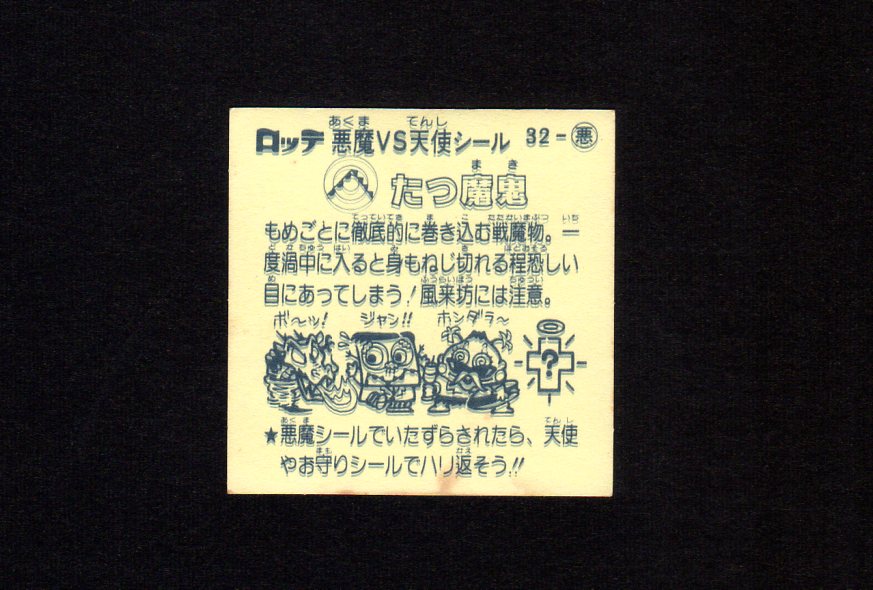 ロッテ 悪魔VS天使シール 32-悪
たつ魔鬼
もめごとに徹底的に巻き込む戦魔物。一
度渦中に入ると身もねじ切れる程恐しい
目にあってしまう！風来坊には注意。
ボ〜ッ! ジャン!! ホンダラ〜
?
★悪魔シールでいたずらされたら、天使
やお守りシールでハリ返そう!!